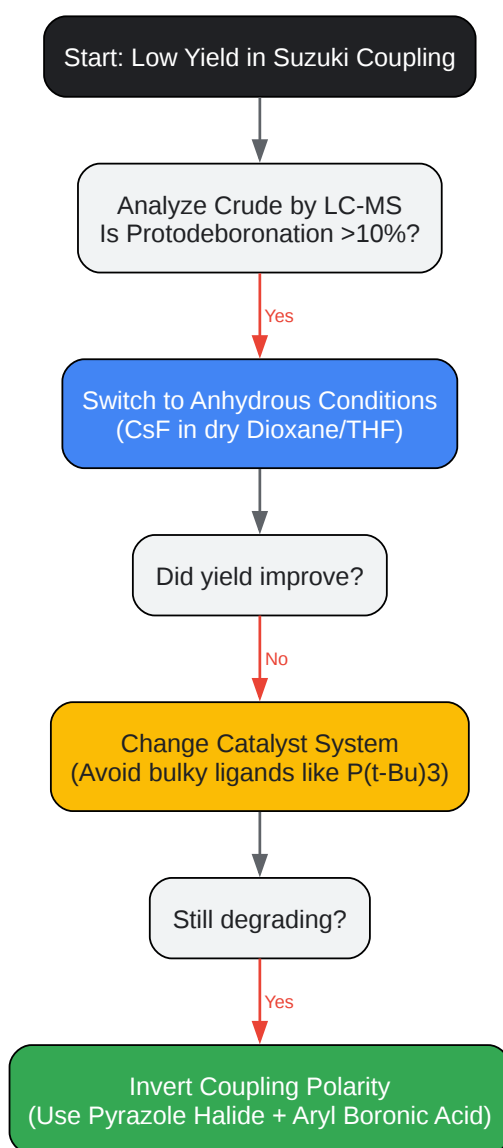 Start: Low Yield in Suzuki Coupling
Analyze Crude by LC-MS
Is Protodeboronation >10%?
Yes
Switch to Anhydrous Conditions
(CsF in dry Dioxane/THF)
Did yield improve?
No
Change Catalyst System
(Avoid bulky ligands like P(t-Bu)3)
Still degrading?
Yes
Invert Coupling Polarity
(Use Pyrazole Halide + Aryl Boronic Acid)